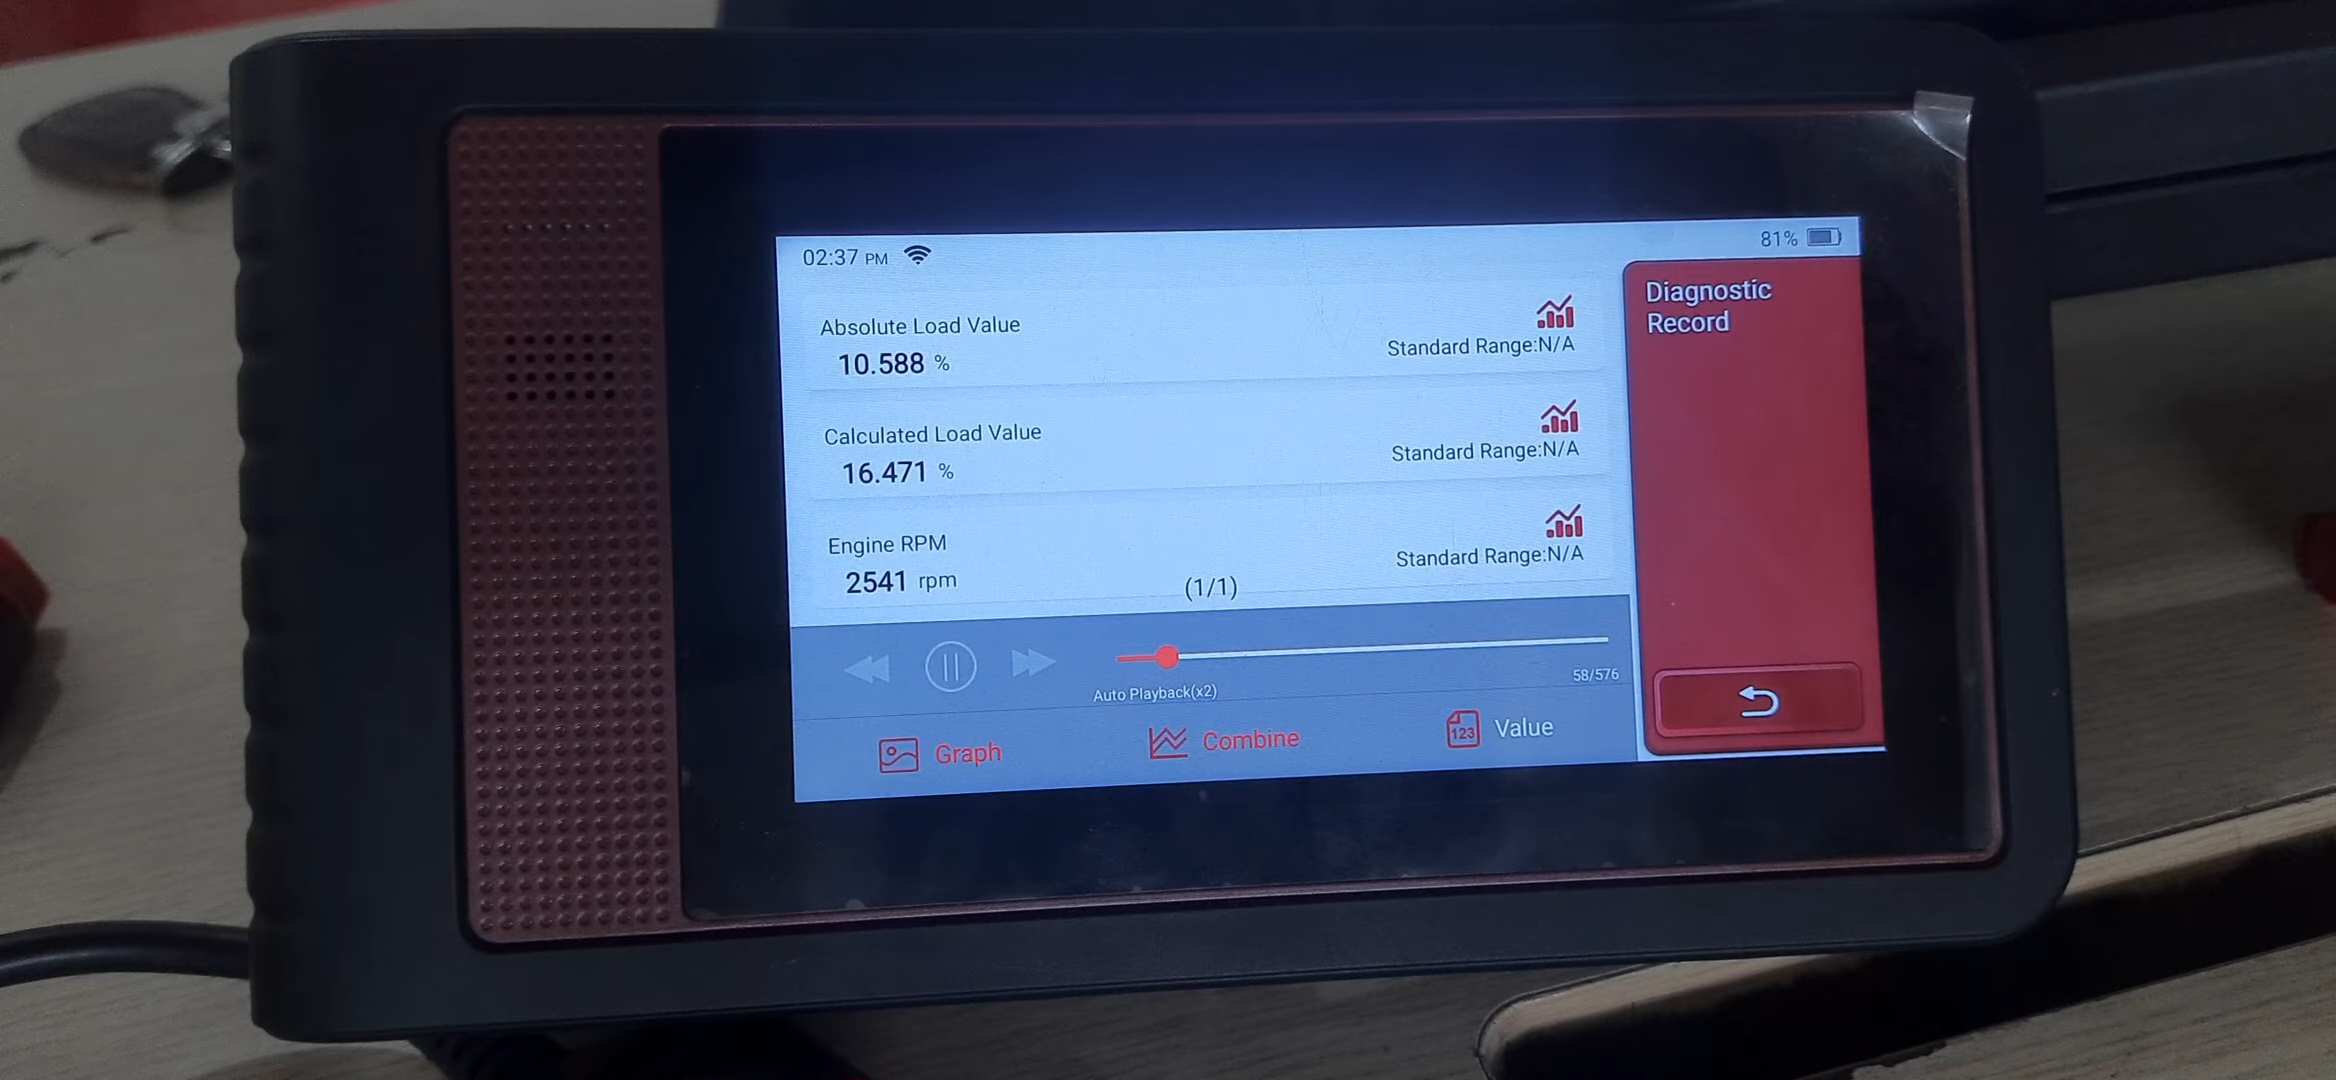 02:37 PM
81%
Diagnostic
Record
Absolute Load Value
10.588 %
Standard Range:N/A
Calculated Load Value
16.471 %
Standard Range:N/A
Engine RPM
2541 rpm
Standard Range:N/A
(1/1)
Auto Playback(x2)
58/576
Graph
Combine
123
Value